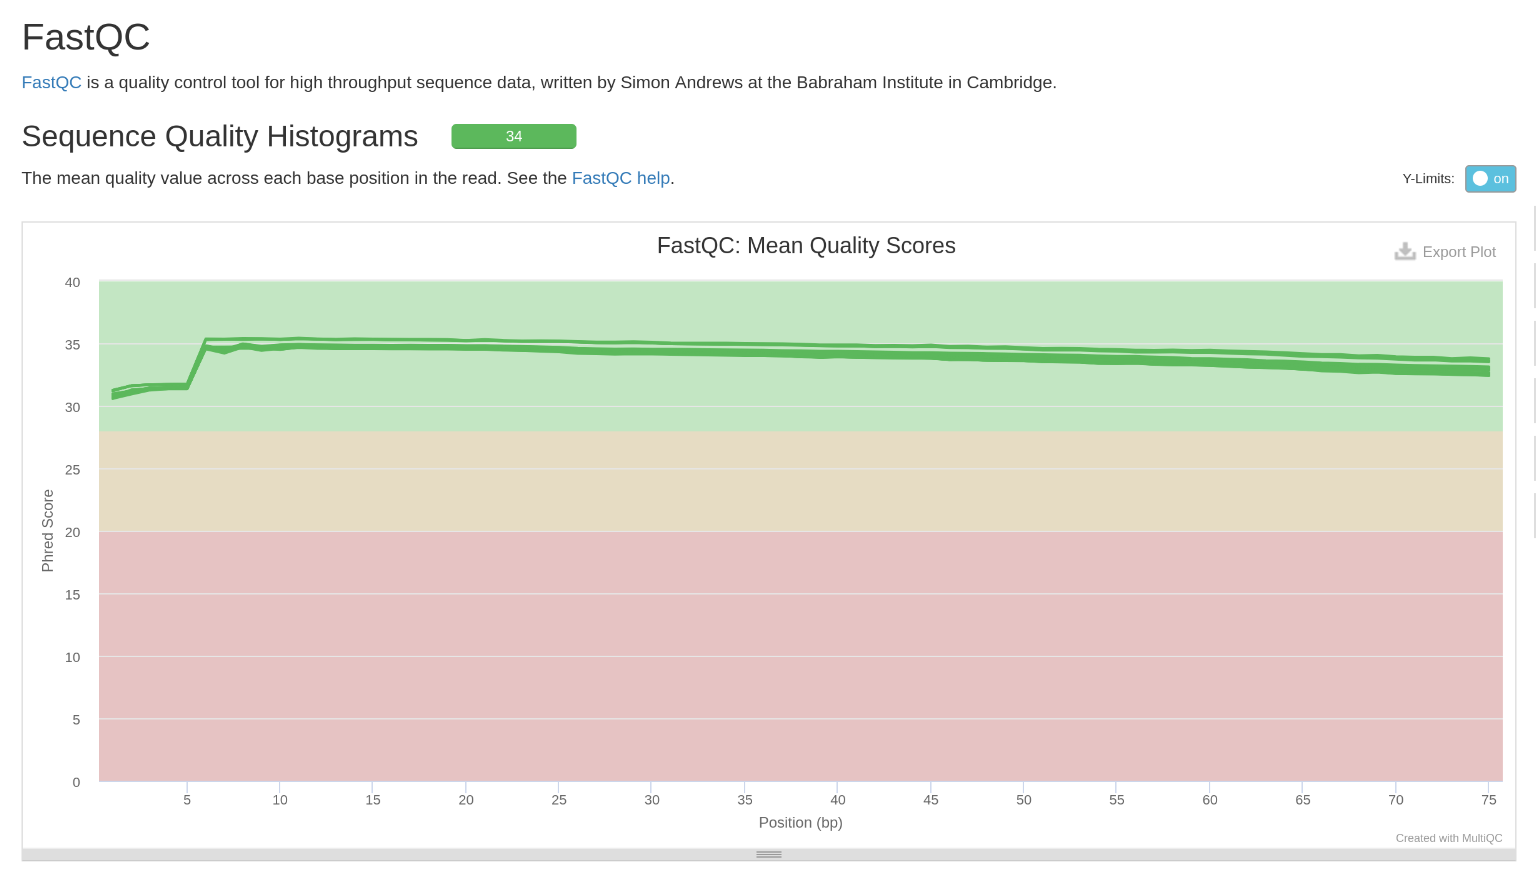 FastQC
FastQC is a quality control tool for high throughput sequence data, written by Simon Andrews at the Babraham Institute in Cambridge.
Sequence Quality Histograms 34
The mean quality value across each base position in the read. See the FastQC help.
Y-Limits: on
FastQC: Mean Quality Scores
Export Plot
40
35
30
25
20
15
10
5
0
Phred Score
5 10 15 20 25 30 35 40 45 50 55 60 65 70 75
Position (bp)
Created with MultiQC